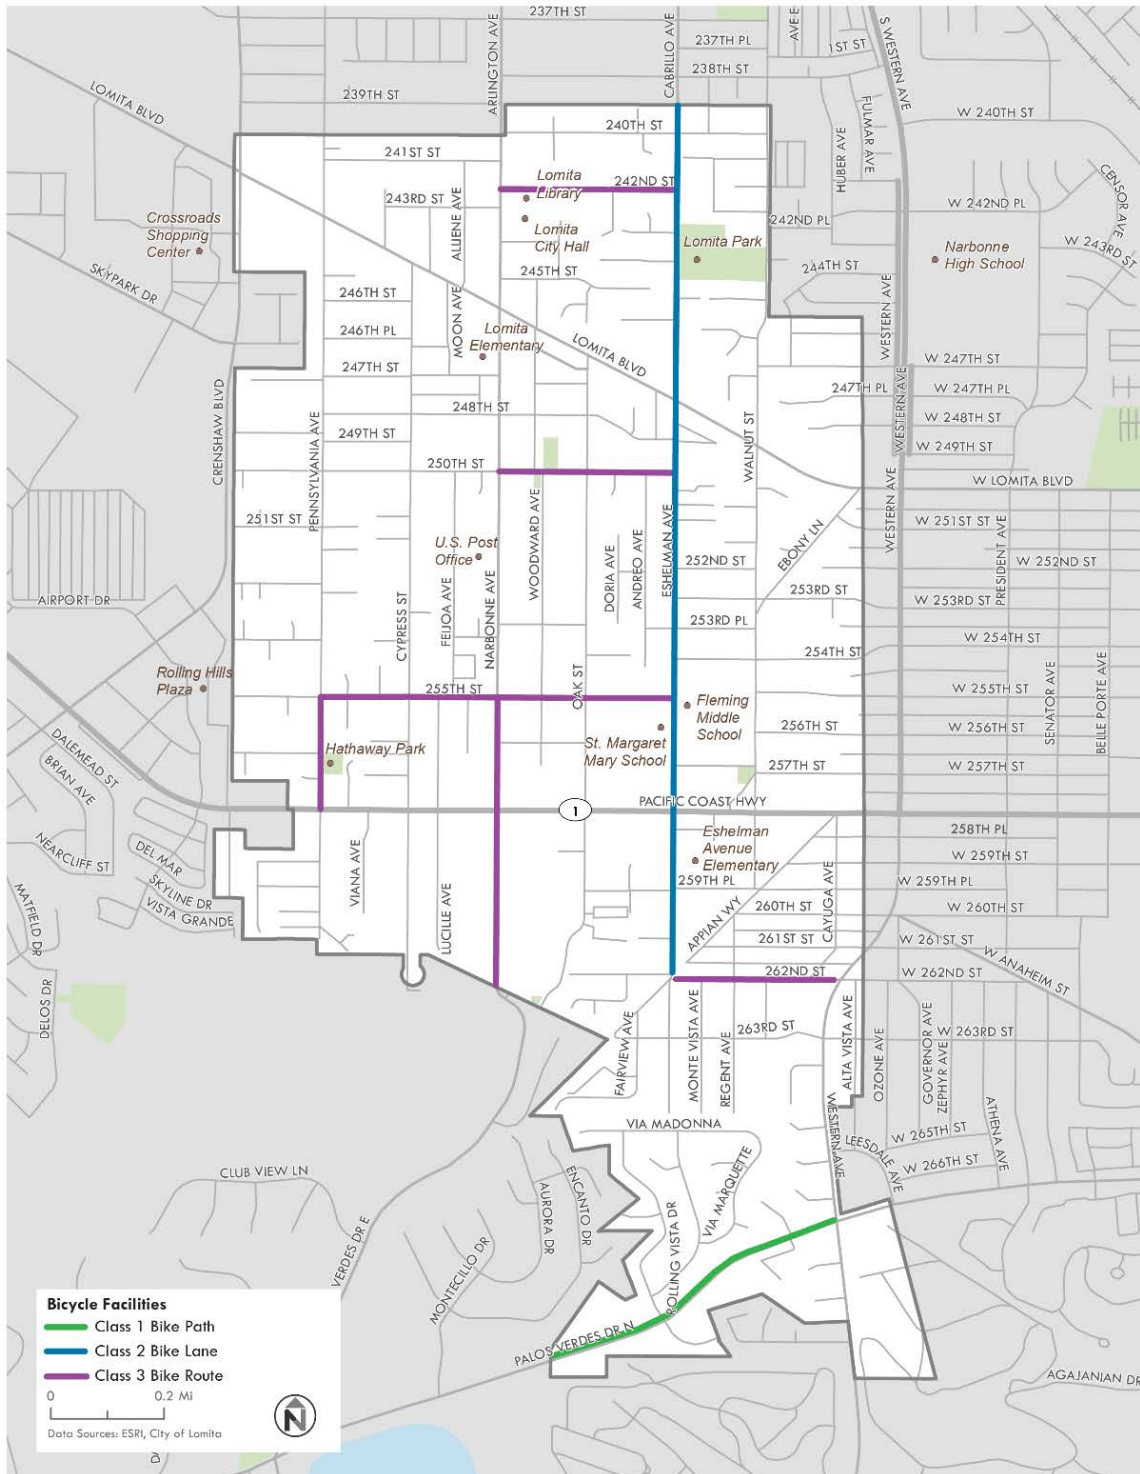 237TH ST
ARLINGTON AVE
CABRILLO AVE
AVE E
S WESTERN AVE
237TH PL
1ST ST
238TH ST
LOMITA BLVD
239TH ST
240TH ST
W 240TH ST
HUBER AVE
FULMAR AVE
241ST ST
Lomita
Library
242ND ST
CENSOR AVE
243RD ST
ALIENE AVE
W 242ND PL
Crossroads
Shopping
Center
Lomita
City Hall
242ND PL
Lomita Park
Narbonne
High School
W 243RD ST
SKYPARK DR
245TH ST
244TH ST
246TH ST
MOON AVE
WESTERN AVE
246TH PL
Lomita
Elementary
LOMITA BLVD
247TH ST
W 247TH ST
CRENSHAW BLVD
247TH PL
WESTERN AVE
W 247TH PL
248TH ST
WALNUT ST
W 248TH ST
PENNSYLVANIA AVE
249TH ST
W 249TH ST
250TH ST
W LOMITA BLVD
WOODWARD AVE
ESHELMAN AVE
WESTERN AVE
251ST ST
EBONY LN
W 251ST ST
PRESIDENT AVE
U.S. Post
Office
DORIA AVE
ANDREO AVE
252ND ST
W 252ND ST
AIRPORT DR
CYPRESS ST
FEIJOA AVE
NARBONNE AVE
253RD ST
W 253RD ST
253RD PL
W 254TH ST
254TH ST
Rolling Hills
Plaza
255TH ST
OAK ST
W 255TH ST
SENATOR AVE
BELLE PORTE AVE
Fleming
Middle
School
256TH ST
W 256TH ST
DALEMEAD ST
BRIAN AVE
Hathaway Park
St. Margaret
Mary School
257TH ST
W 257TH ST
PACIFIC COAST HWY
1
NEARCLIFF ST
DEL MAR
258TH PL
Eshelman
Avenue
Elementary
W 259TH ST
SKYLINE DR
VIANA AVE
259TH PL
W 259TH PL
MATFIELD DR
VISTA GRANDE
LUCILLE AVE
APPIAN WY
260TH ST
CAYUGA AVE
W 260TH ST
261ST ST
W 261ST ST
W ANAHEIM ST
262ND ST
W 262ND ST
DELOS DR
FAIRVIEW AVE
MONTE VISTA AVE
REGENT AVE
263RD ST
ALTA VISTA AVE
OZONE AVE
GOVERNOR AVE
ZEPHYR AVE
W 263RD ST
ATHENA AVE
VIA MADONNA
WESTERN AVE
LEESDALE AVE
W 265TH ST
W 266TH ST
CLUB VIEW LN
ENCANTO DR
AURORA DR
VIA MARQUETTE
VERDES DR E
MONTECILLO DR
ROLLING VISTA DR
PALOS VERDES DR N
AGAJANIAN DR
Bicycle Facilities
Class 1 Bike Path
Class 2 Bike Lane
Class 3 Bike Route
0 0.2 Mi
N
Data Sources: ESRI, City of Lomita